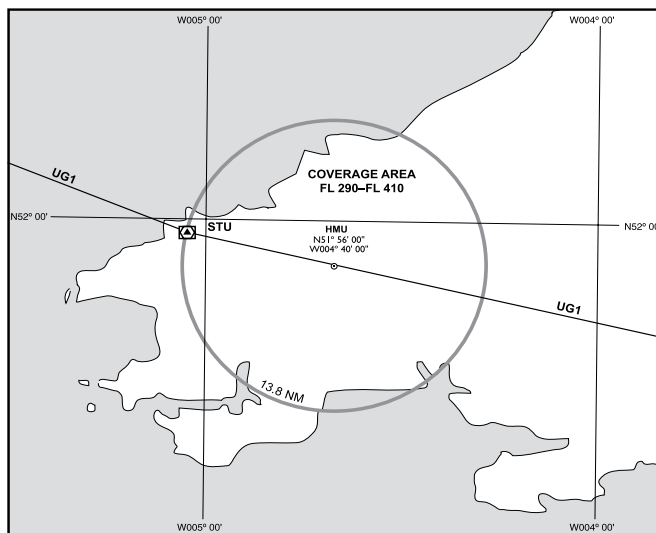 W005° 00'
W004° 00'
UG1
COVERAGE AREA
FL 290–FL 410
N52° 00'
STU
HMU
N51° 56' 00"
W004° 40' 00"
N52° 00'
UG1
13.8 NM
W005° 00'
W004° 00'